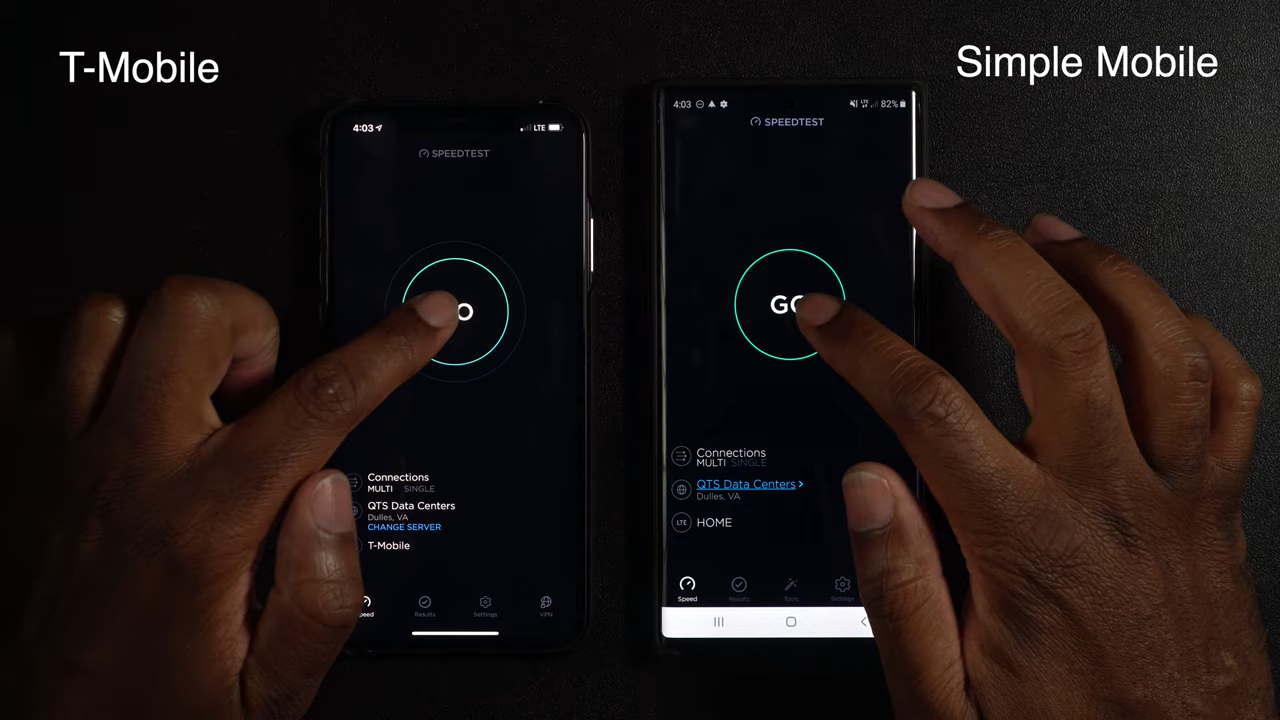 T-Mobile
Simple Mobile
4:03
LTE
SPEEDTEST
O
Connections
MULTI SINGLE
QTS Data Centers
Dulles, VA
CHANGE SERVER
T-Mobile
Results
Settings
VPN
4:03
LTE
82%
SPEEDTEST
GO
Connections
MULTI SINGLE
QTS Data Centers >
Dulles, VA
LTE
HOME
Speed
Results
Tools
Settings